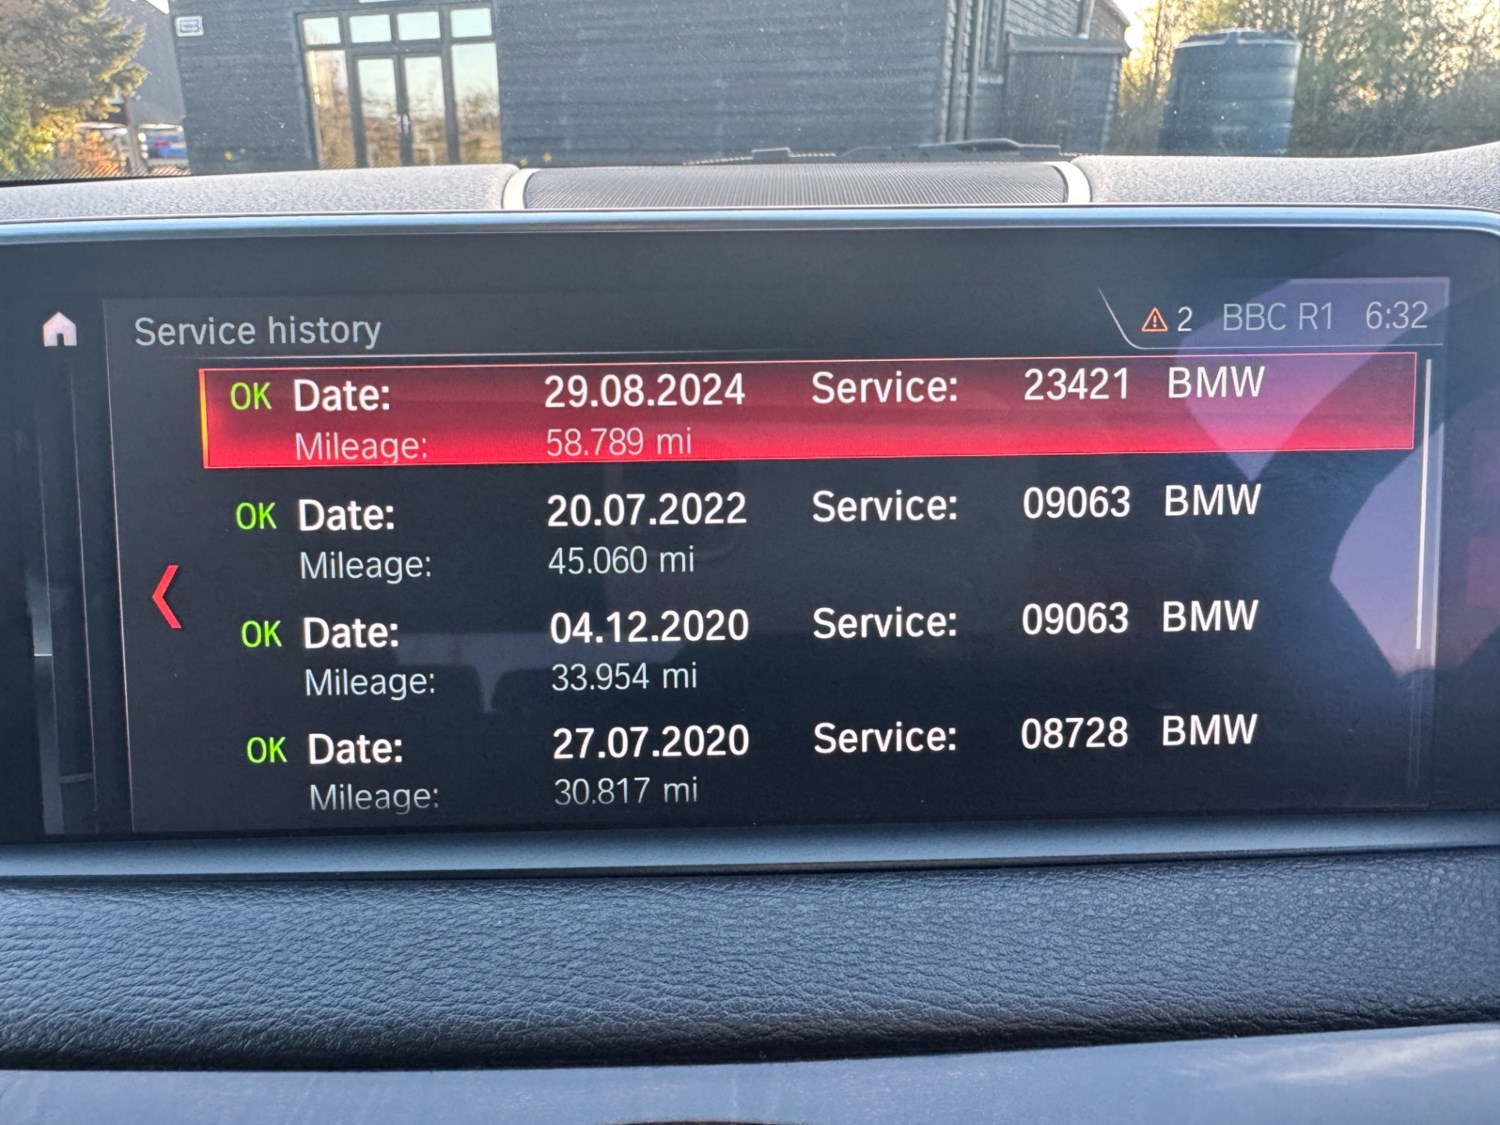 Service history
2 BBC R1 6:32
OK Date: 29.08.2024 Service: 23421 BMW
Mileage: 58.789 mi
OK Date: 20.07.2022 Service: 09063 BMW
Mileage: 45.060 mi
OK Date: 04.12.2020 Service: 09063 BMW
Mileage: 33.954 mi
OK Date: 27.07.2020 Service: 08728 BMW
Mileage: 30.817 mi